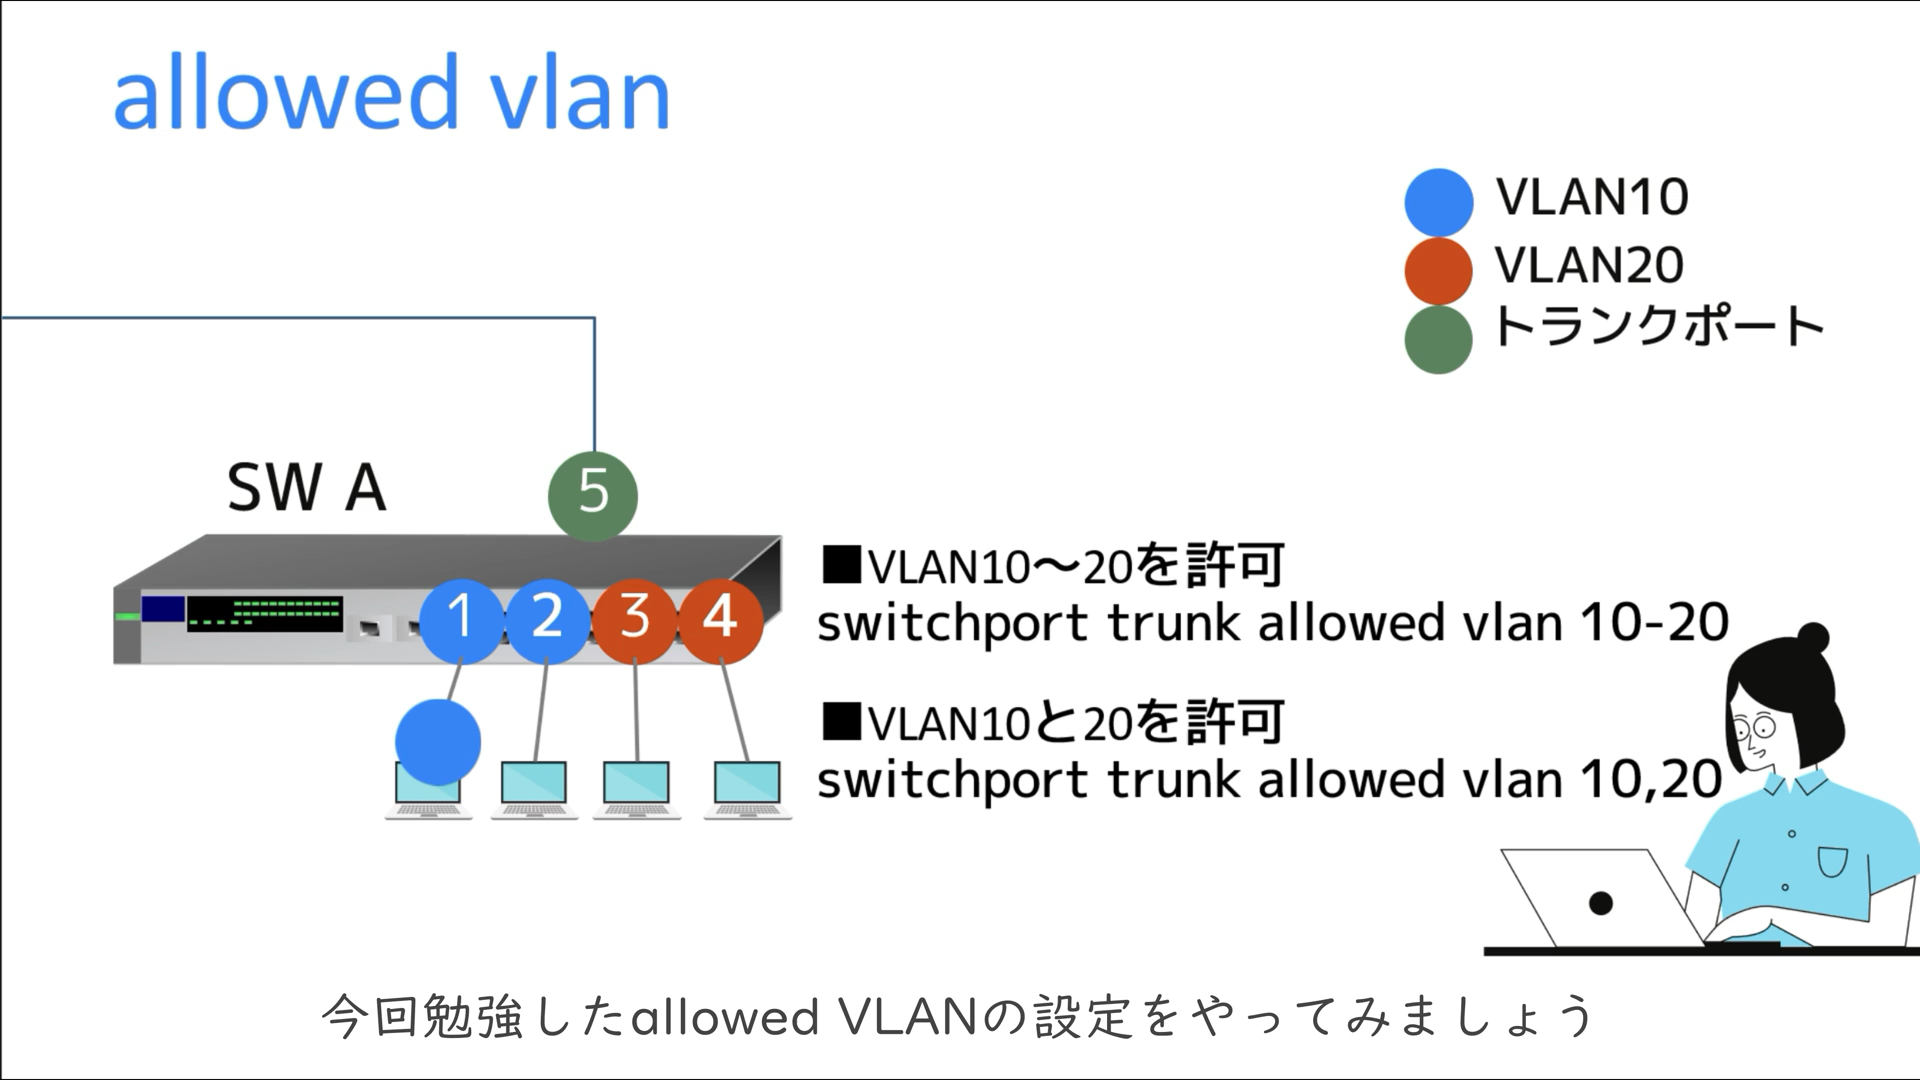 allowed vlan
VLAN10
VLAN20
トランクポート
SW A
5
1 2 3 4
■VLAN10～20を許可
switchport trunk allowed vlan 10-20
■VLAN10と20を許可
switchport trunk allowed vlan 10,20
今回勉強したallowed VLANの設定をやってみましょう